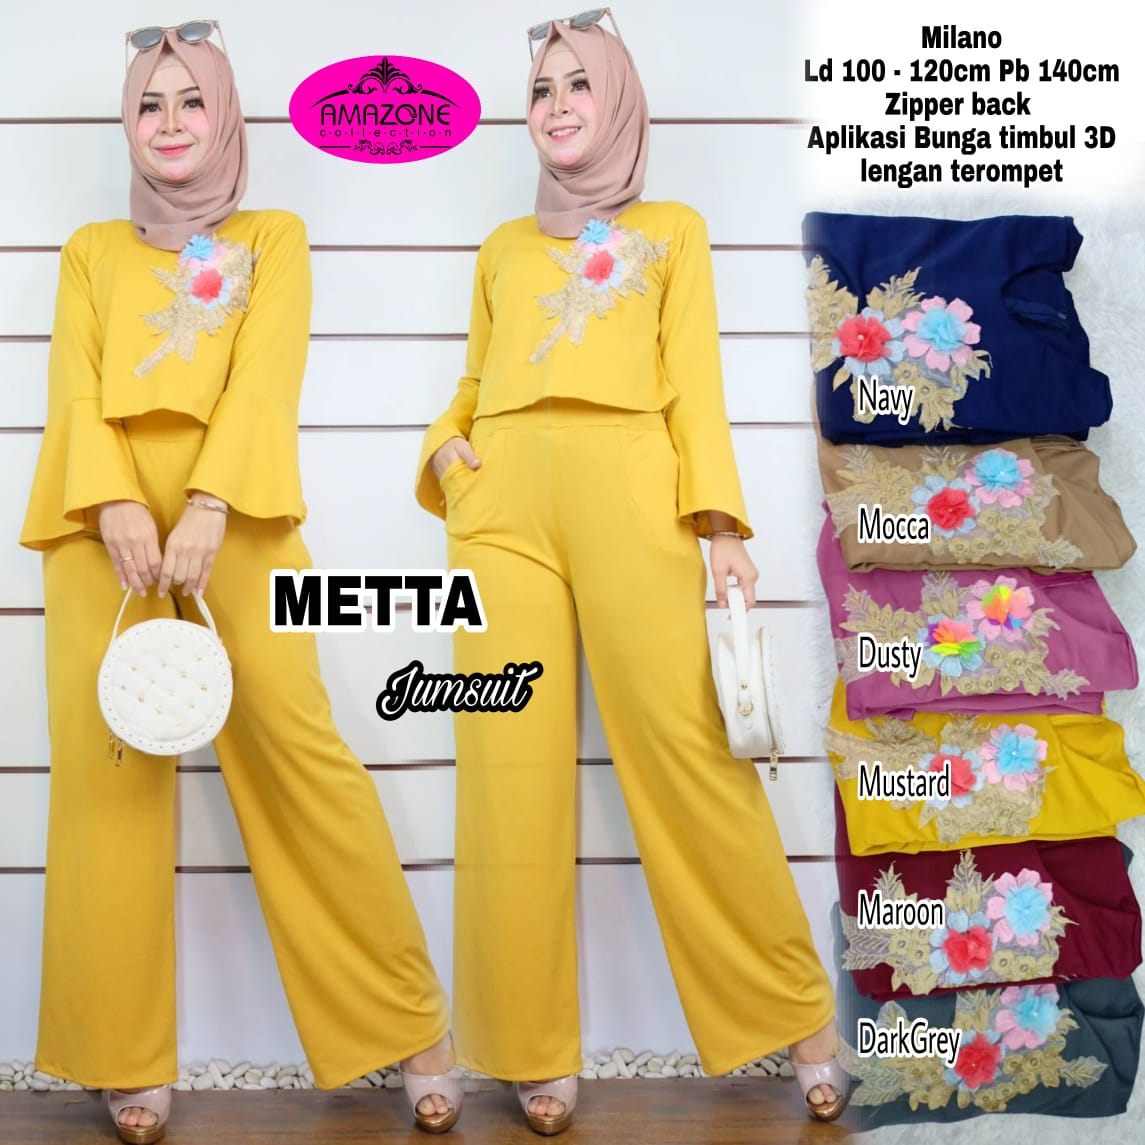 AMAZONE
collection
Milano
Ld 100 - 120cm Pb 140cm
Zipper back
Aplikasi Bunga timbul 3D
lengan terompet
METTA
Jumsuit
Navy
Mocca
Dusty
Mustard
Maroon
DarkGrey